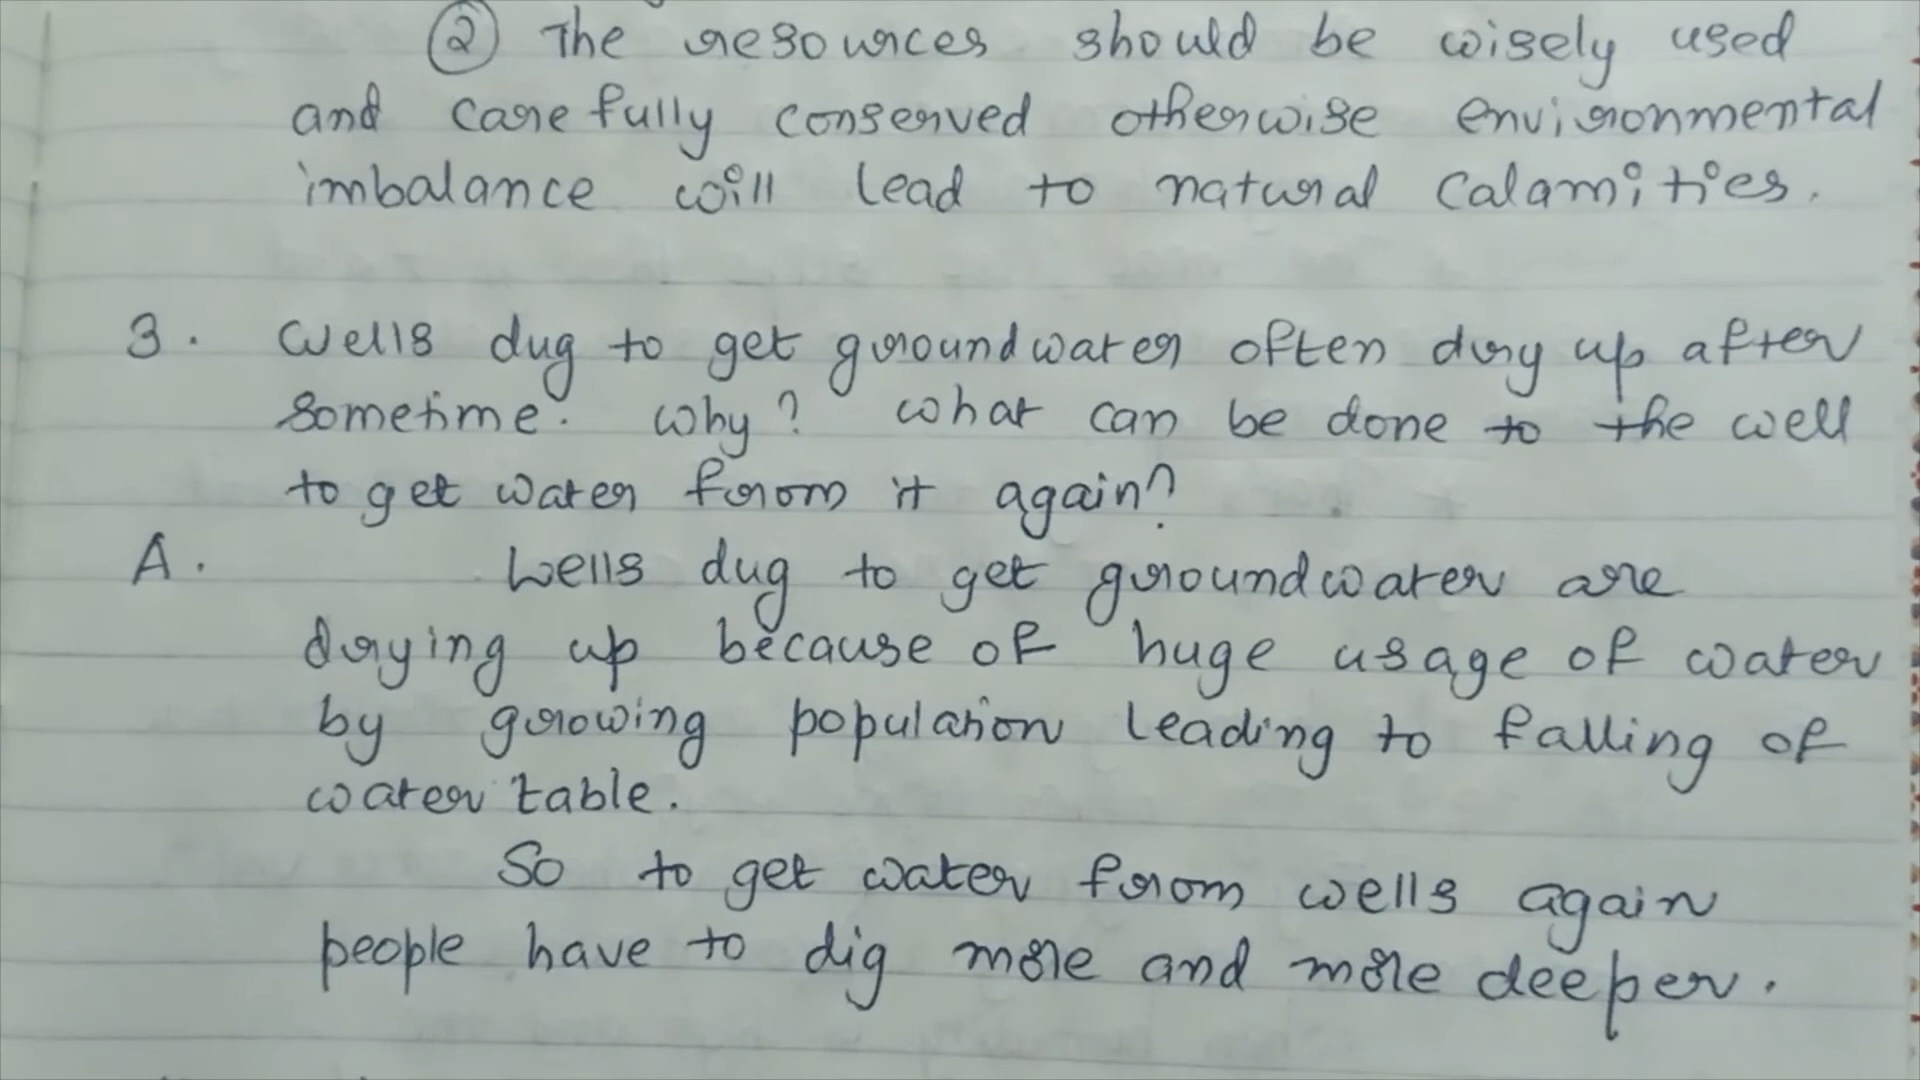 ② The resources should be wisely used
and carefully conserved otherwise environmental
imbalance will lead to natural calamities.
3. Wells dug to get groundwater often dry up after
sometime. Why? What can be done to the well
to get water from it again?
A. Wells dug to get groundwater are
drying up because of huge usage of water
by growing population leading to falling of
water table.
So to get water from wells again
people have to dig more and more deeper.